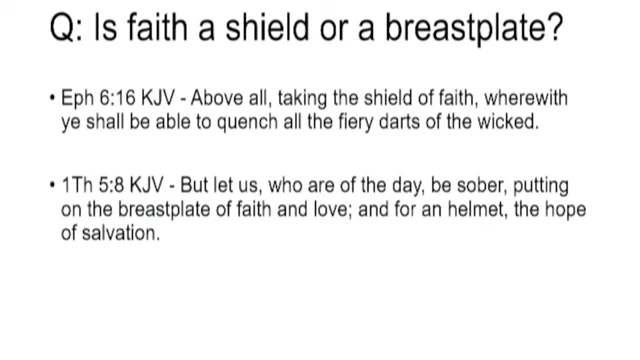 Q: Is faith a shield or a breastplate?
• Eph 6:16 KJV - Above all, taking the shield of faith, wherewith
ye shall be able to quench all the fiery darts of the wicked.
• 1Th 5:8 KJV - But let us, who are of the day, be sober, putting
on the breastplate of faith and love; and for an helmet, the hope
of salvation.